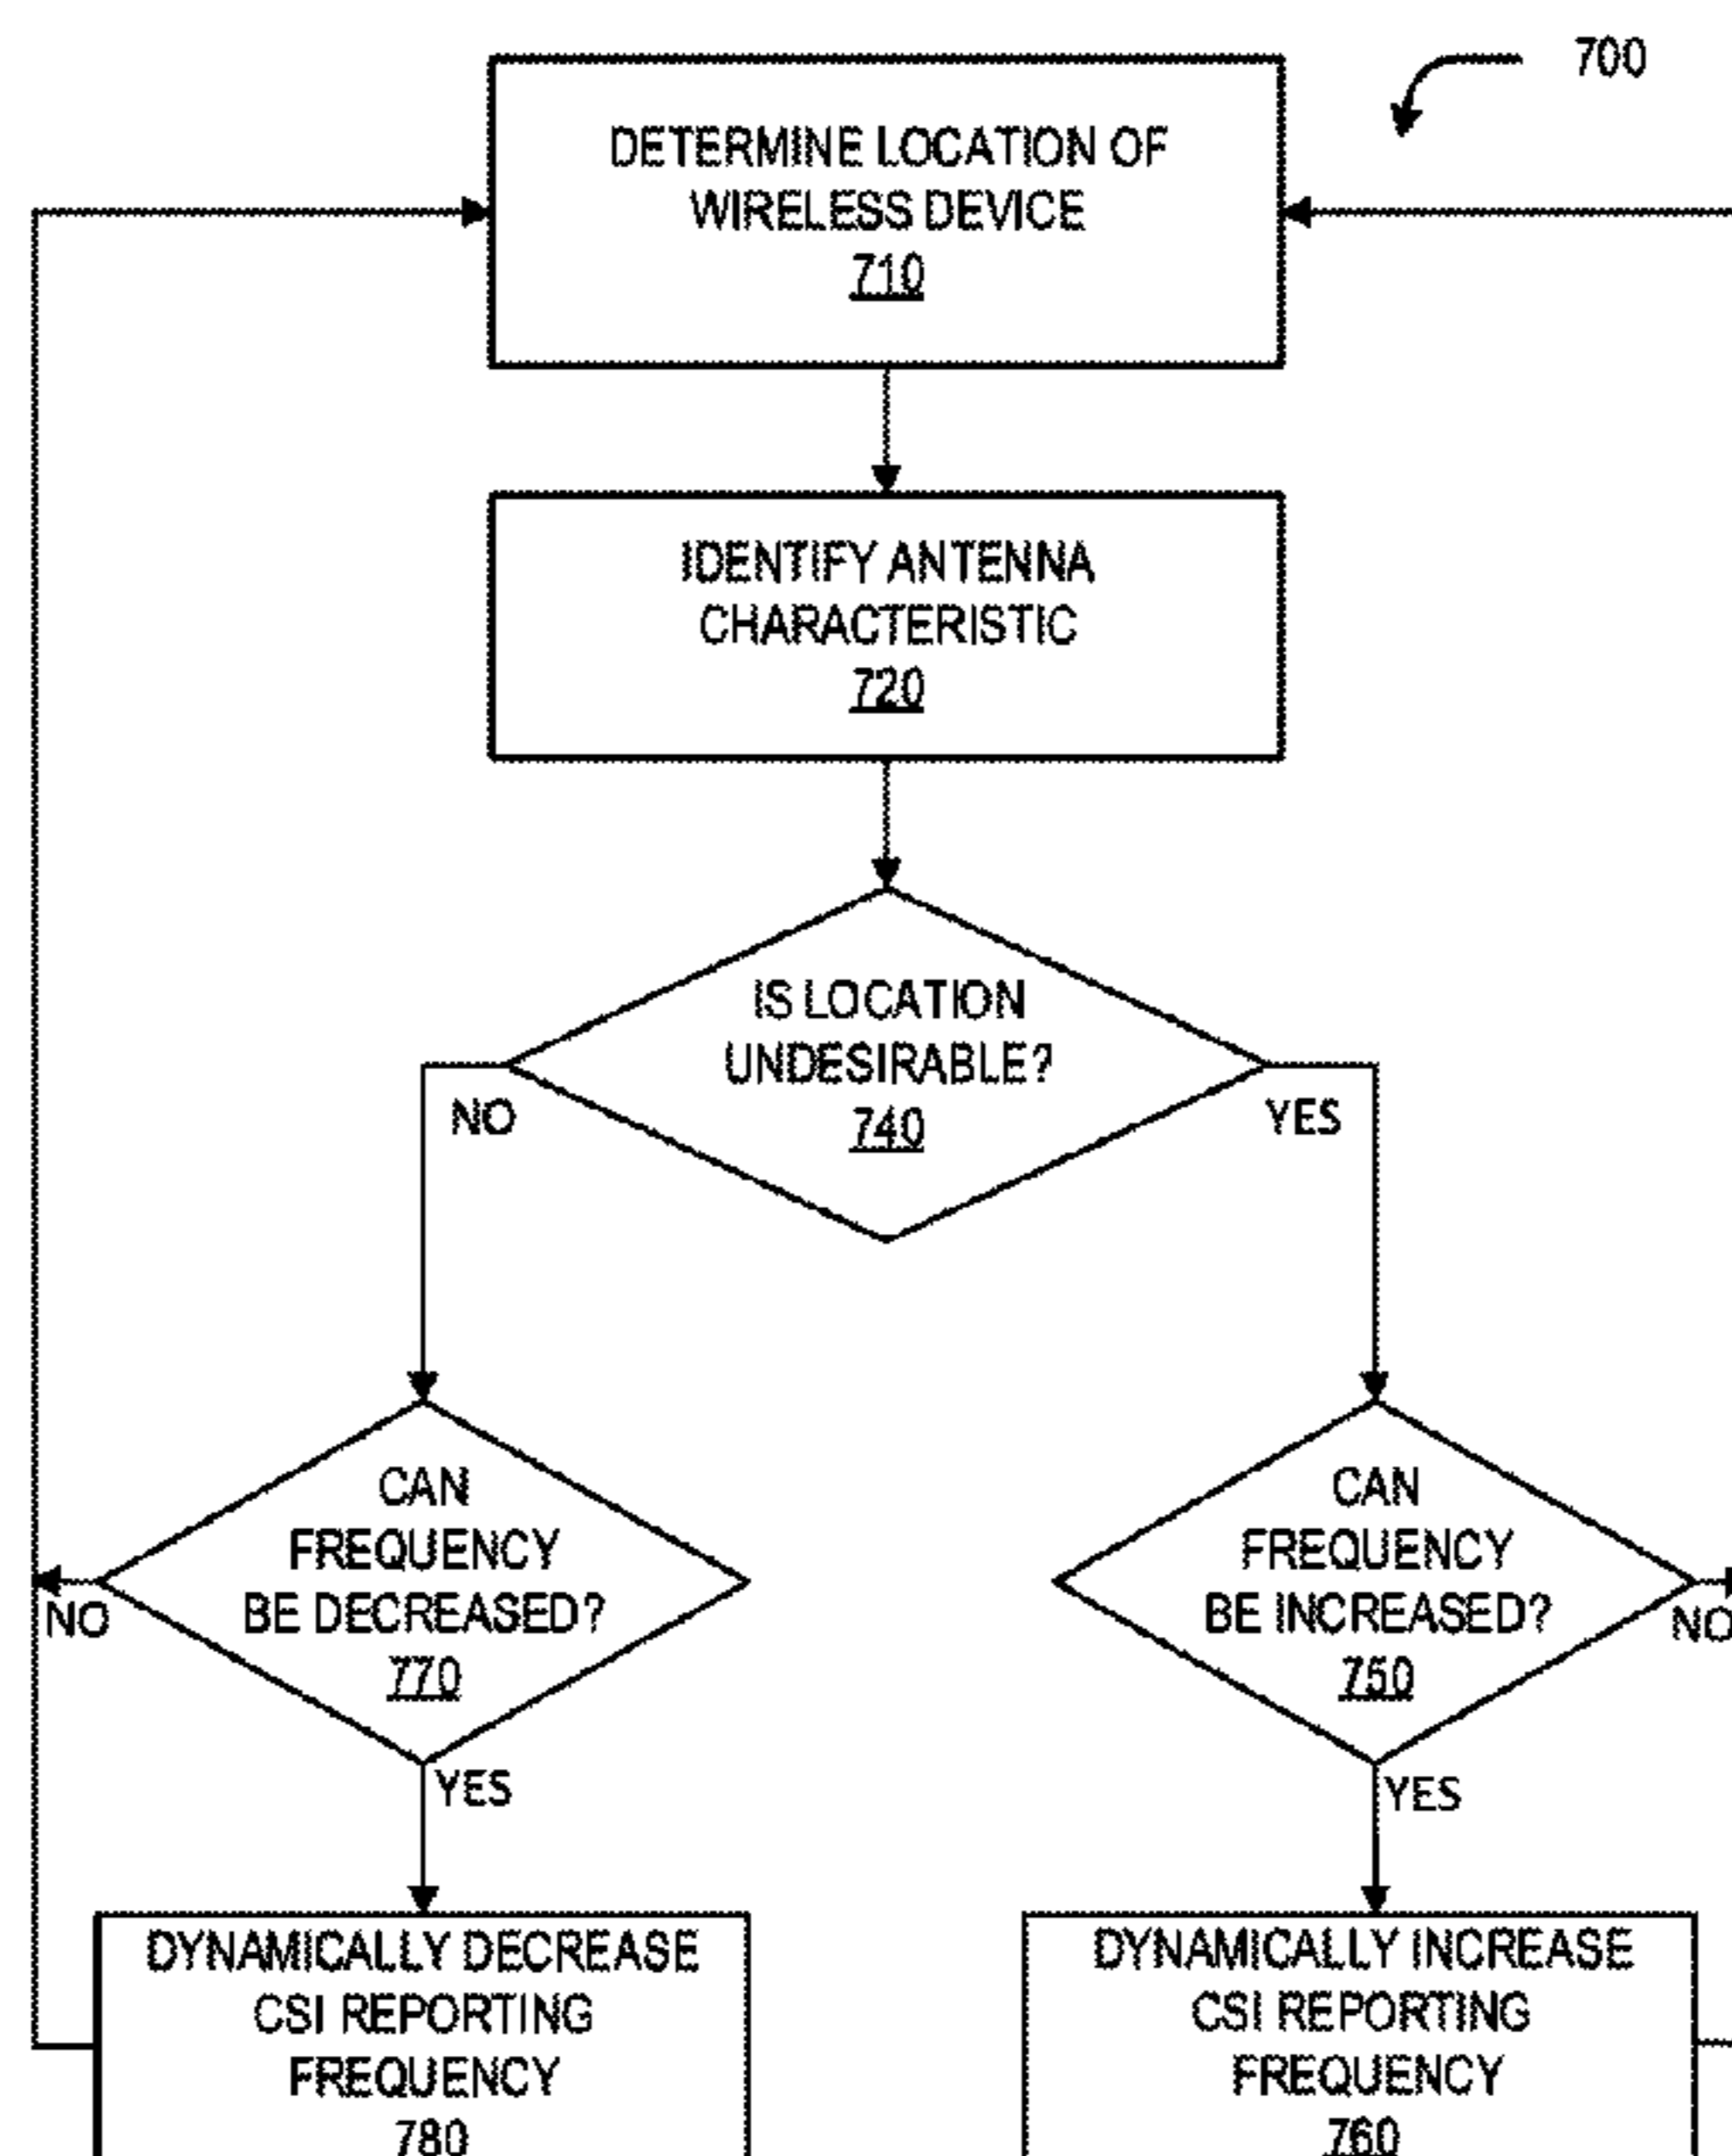 700
DETERMINE LOCATION OF
WIRELESS DEVICE
710
IDENTIFY ANTENNA
CHARACTERISTIC
720
IS LOCATION
UNDESIRABLE?
740
NO
YES
CAN
FREQUENCY
BE DECREASED?
770
NO
YES
CAN
FREQUENCY
BE INCREASED?
750
NO
YES
DYNAMICALLY DECREASE
CSI REPORTING
FREQUENCY
780
DYNAMICALLY INCREASE
CSI REPORTING
FREQUENCY
760